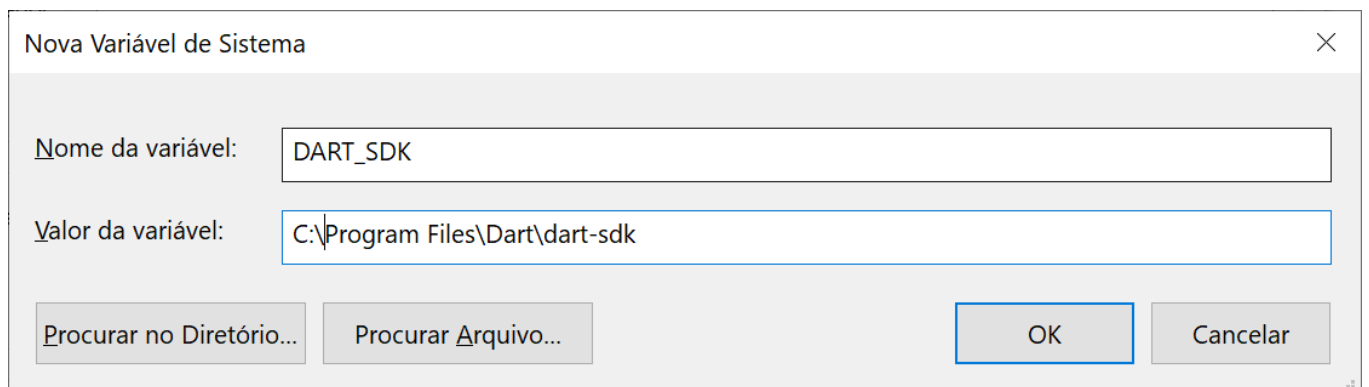 Nova Variável de Sistema
Nome da variável: DART_SDK
Valor da variável: C:\Program Files\Dart\dart-sdk
Procurar no Diretório... Procurar Arquivo... OK Cancelar